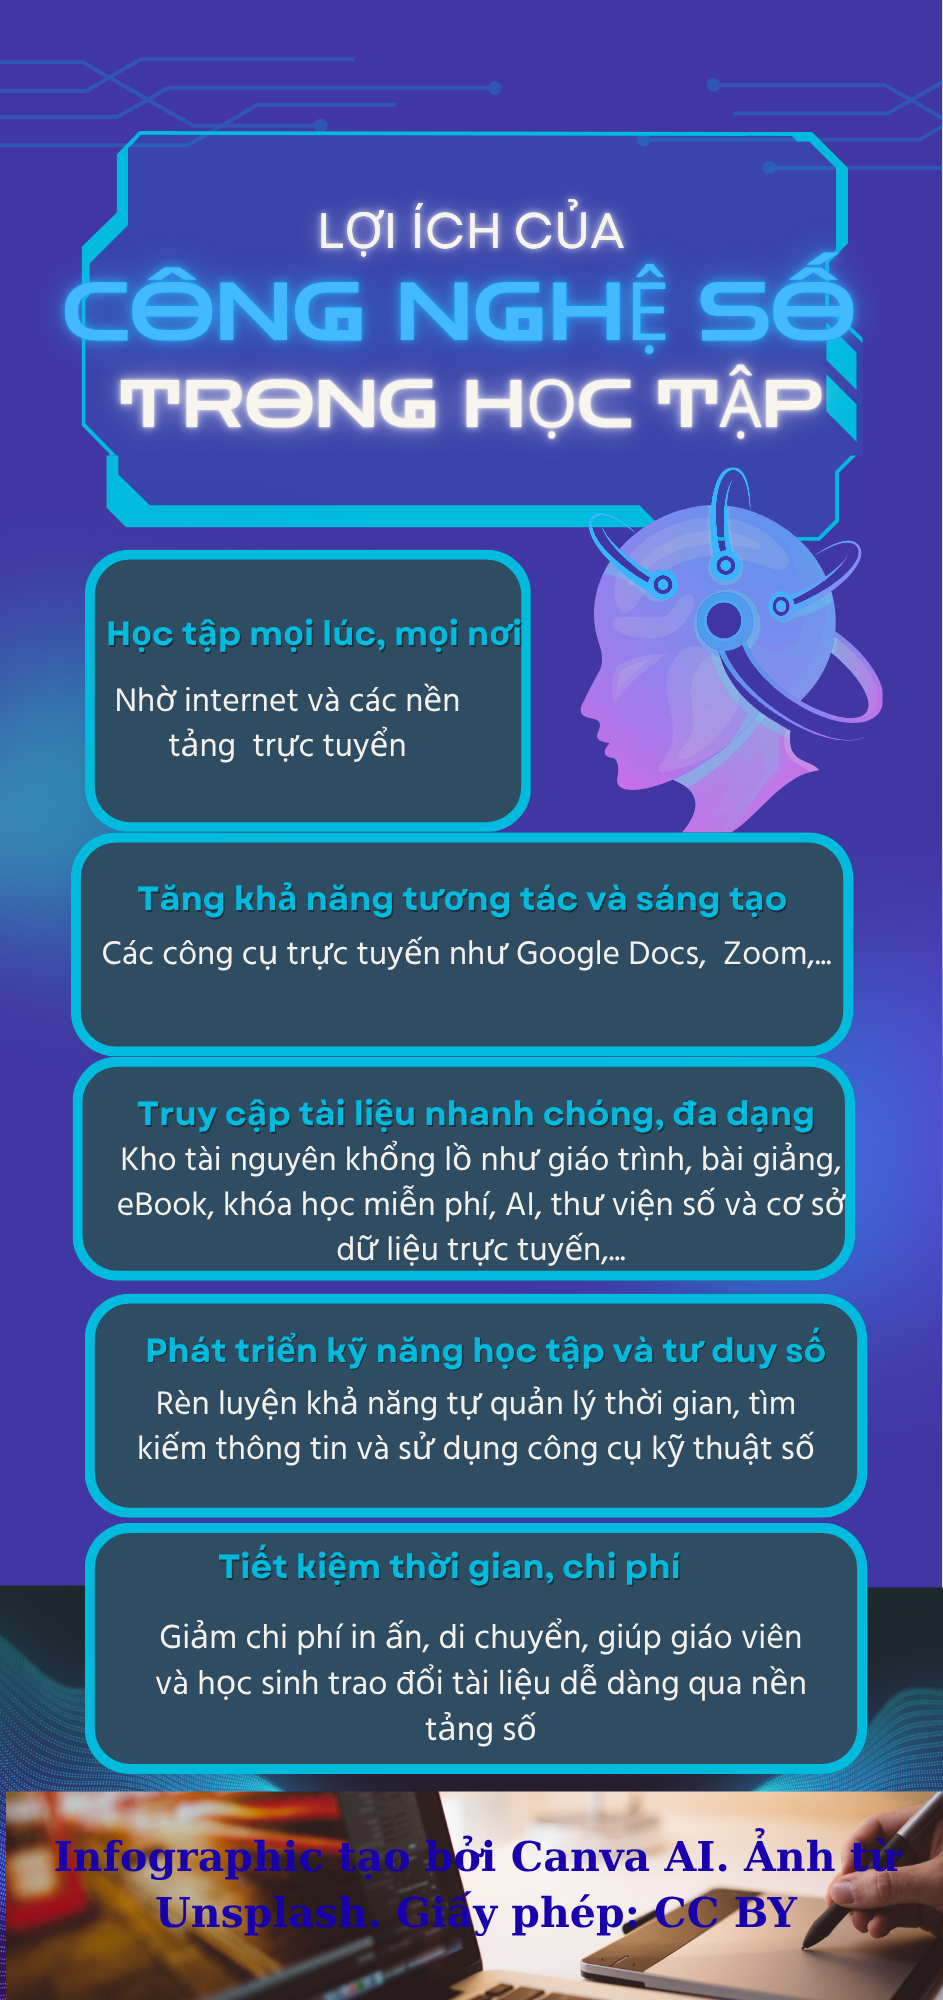 LỢI ÍCH CỦA
CÔNG NGHỆ SỐ
TRONG HỌC TẬP
Học tập mọi lúc, mọi nơi
Nhờ internet và các nền
tảng trực tuyến
Tăng khả năng tương tác và sáng tạo
Các công cụ trực tuyến như Google Docs, Zoom,...
Truy cập tài liệu nhanh chóng, đa dạng
Kho tài nguyên khổng lồ như giáo trình, bài giảng,
eBook, khóa học miễn phí, AI, thư viện số và cơ sở
dữ liệu trực tuyến,...
Phát triển kỹ năng học tập và tư duy số
Rèn luyện khả năng tự quản lý thời gian, tìm
kiếm thông tin và sử dụng công cụ kỹ thuật số
Tiết kiệm thời gian, chi phí
Giảm chi phí in ấn, di chuyển, giúp giáo viên
và học sinh trao đổi tài liệu dễ dàng qua nền
tảng số
Infographic tạo bởi Canva AI. Ảnh từ
Unsplash. Giấy phép: CC BY